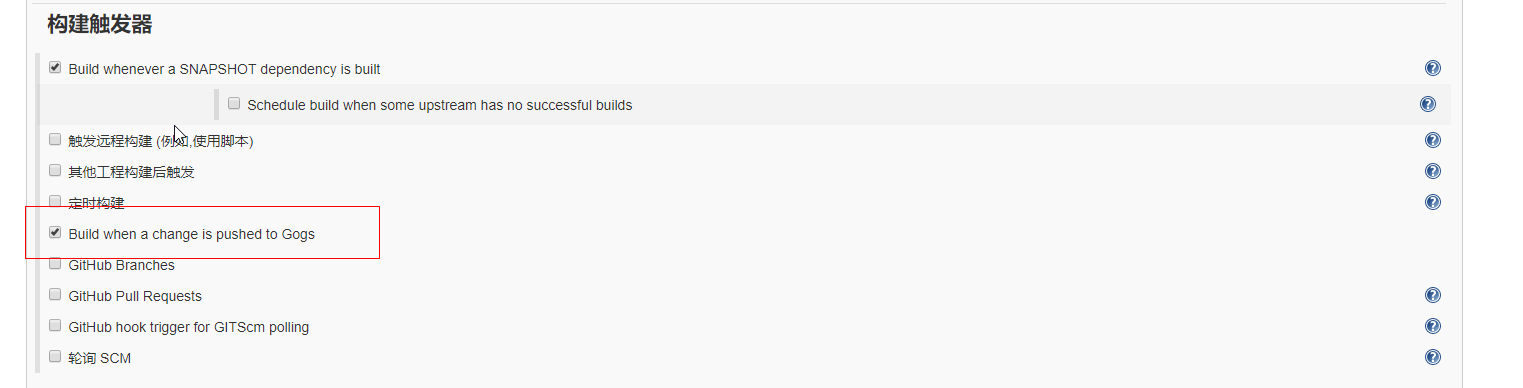 构建触发器
Build whenever a SNAPSHOT dependency is built
Schedule build when some upstream has no successful builds
触发远程构建 (例如,使用脚本)
其他工程构建后触发
定时构建
Build when a change is pushed to Gogs
GitHub Branches
GitHub Pull Requests
GitHub hook trigger for GITScm polling
轮询 SCM